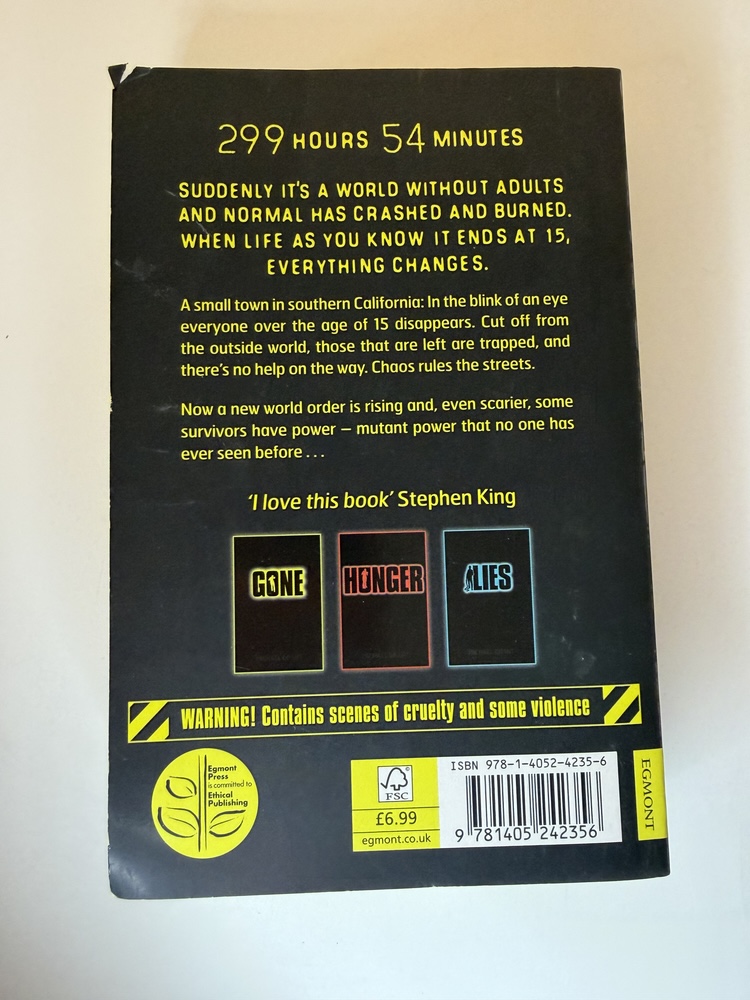 299 HOURS 54 MINUTES
SUDDENLY IT'S A WORLD WITHOUT ADULTS
AND NORMAL HAS CRASHED AND BURNED.
WHEN LIFE AS YOU KNOW IT ENDS AT 15,
EVERYTHING CHANGES.
A small town in southern California: In the blink of an eye
everyone over the age of 15 disappears. Cut off from
the outside world, those that are left are trapped, and
there's no help on the way. Chaos rules the streets.
Now a new world order is rising and, even scarier, some
survivors have power – mutant power that no one has
ever seen before . . .
'I love this book' Stephen King
GONE
HUNGER
LIES
WARNING! Contains scenes of cruelty and some violence
Egmont
Press
is committed to
Ethical
Publishing
FSC
£6.99
egmont.co.uk
ISBN 978-1-4052-4235-6
9 781405 242356
EGMONT